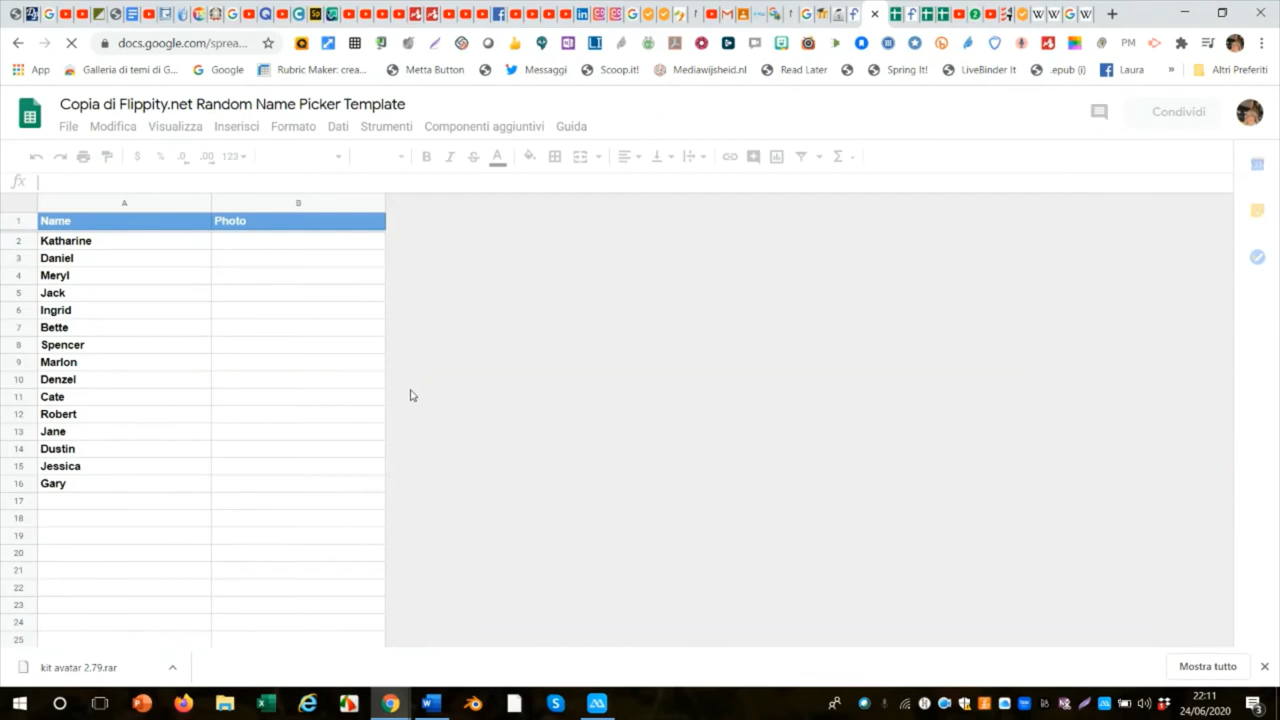 docs.google.com/sprea...
App
Galleria di temi di G...
Google
Rubric Maker: crea...
Metta Button
Messaggi
Scoop.it!
Mediawijsheid.nl
Read Later
Spring It!
LiveBinder It
.epub (i)
Laura
»
Altri Preferiti
PM
Copia di Flippity.net Random Name Picker Template
File Modifica Visualizza Inserisci Formato Dati Strumenti Componenti aggiuntivi Guida
Condividi
$ % .0 .00 123
B I S A Σ
fx
A B
1 Name Photo
2 Katharine
3 Daniel
4 Meryl
5 Jack
6 Ingrid
7 Bette
8 Spencer
9 Marlon
10 Denzel
11 Cate
12 Robert
13 Jane
14 Dustin
15 Jessica
16 Gary
17
18
19
20
21
22
23
24
25
kit avatar 2.79.rar
Mostra tutto
22:11
24/06/2020